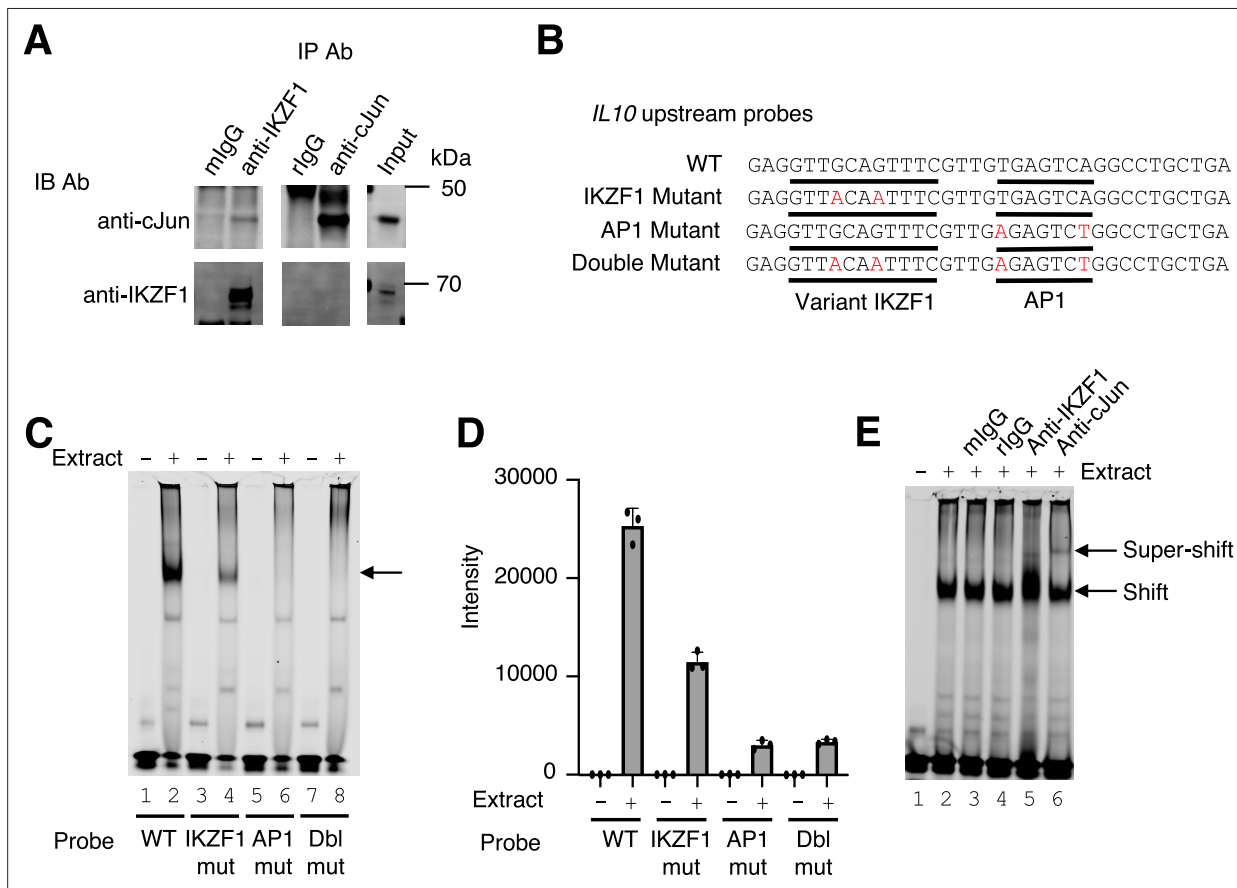 A
IP Ab
mIgG
anti-IKZF1
rIgG
anti-cJun
Input
kDa
IB Ab
50
anti-cJun
70
anti-IKZF1
B
IL10 upstream probes
WT GAGGTTGCAGTTTCGTTGTGAGTCAGGCCTGCTGA
IKZF1 Mutant GAGGTTACAATTTCGTTGTGAGTCAGGCCTGCTGA
AP1 Mutant GAGGTTGCAGTTTCGTTGAGAGTCTGGCCTGCTGA
Double Mutant GAGGTTACAATTTCGTTGAGAGTCTGGCCTGCTGA
Variant IKZF1 AP1
C
Extract − + − + − + − +
1 2 3 4 5 6 7 8
Probe WT IKZF1 mut AP1 mut Dbl mut
D
Intensity
30000
20000
10000
0
Extract − + − + − + − +
Probe WT IKZF1 mut AP1 mut Dbl mut
E
mIgG
rIgG
Anti-IKZF1
Anti-cJun
− + + + + + Extract
Super-shift
Shift
1 2 3 4 5 6